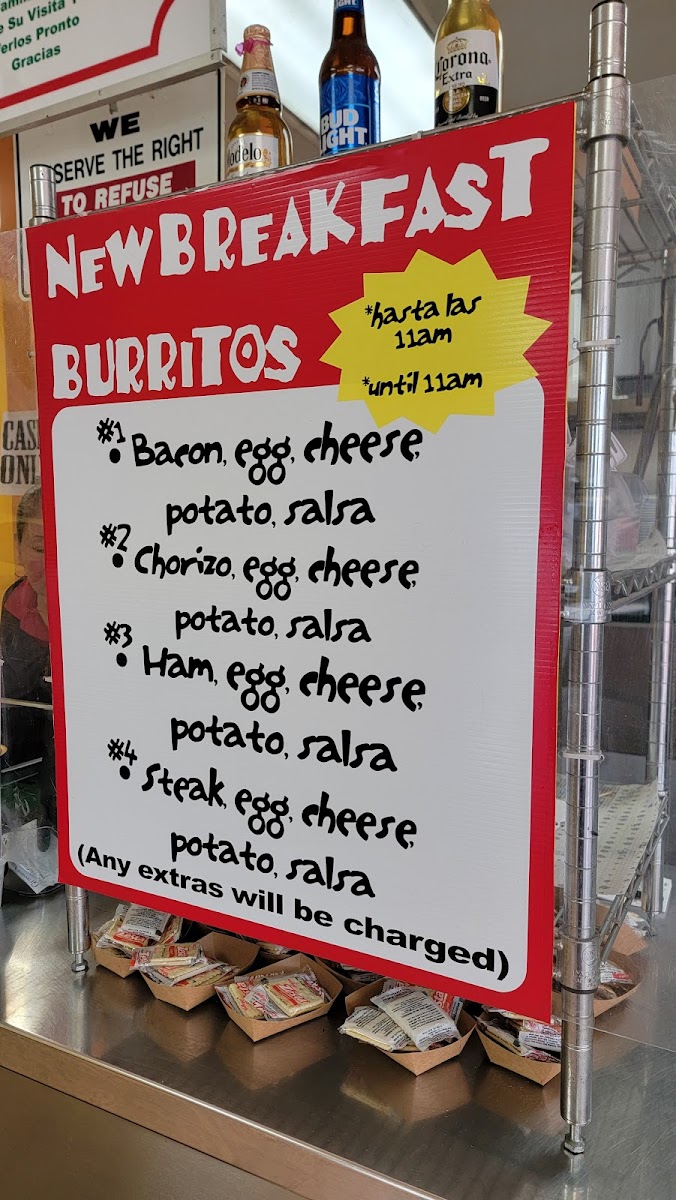 e Su Visita
erlos Pronto
Gracias
WE
SERVE THE RIGHT
TO REFUSE
Modelo
BUD
LIGHT
Corona
Extra
NEW BREAKFAST
BURRITOS
*hasta las
11am
*until 11am
#1
• Bacon, egg, cheese,
potato, salsa
#2
• Chorizo, egg, cheese,
potato, salsa
#3
• Ham, egg, cheese,
potato, salsa
#4
• Steak, egg, cheese,
potato, salsa
(Any extras will be charged)
CAS
ONL